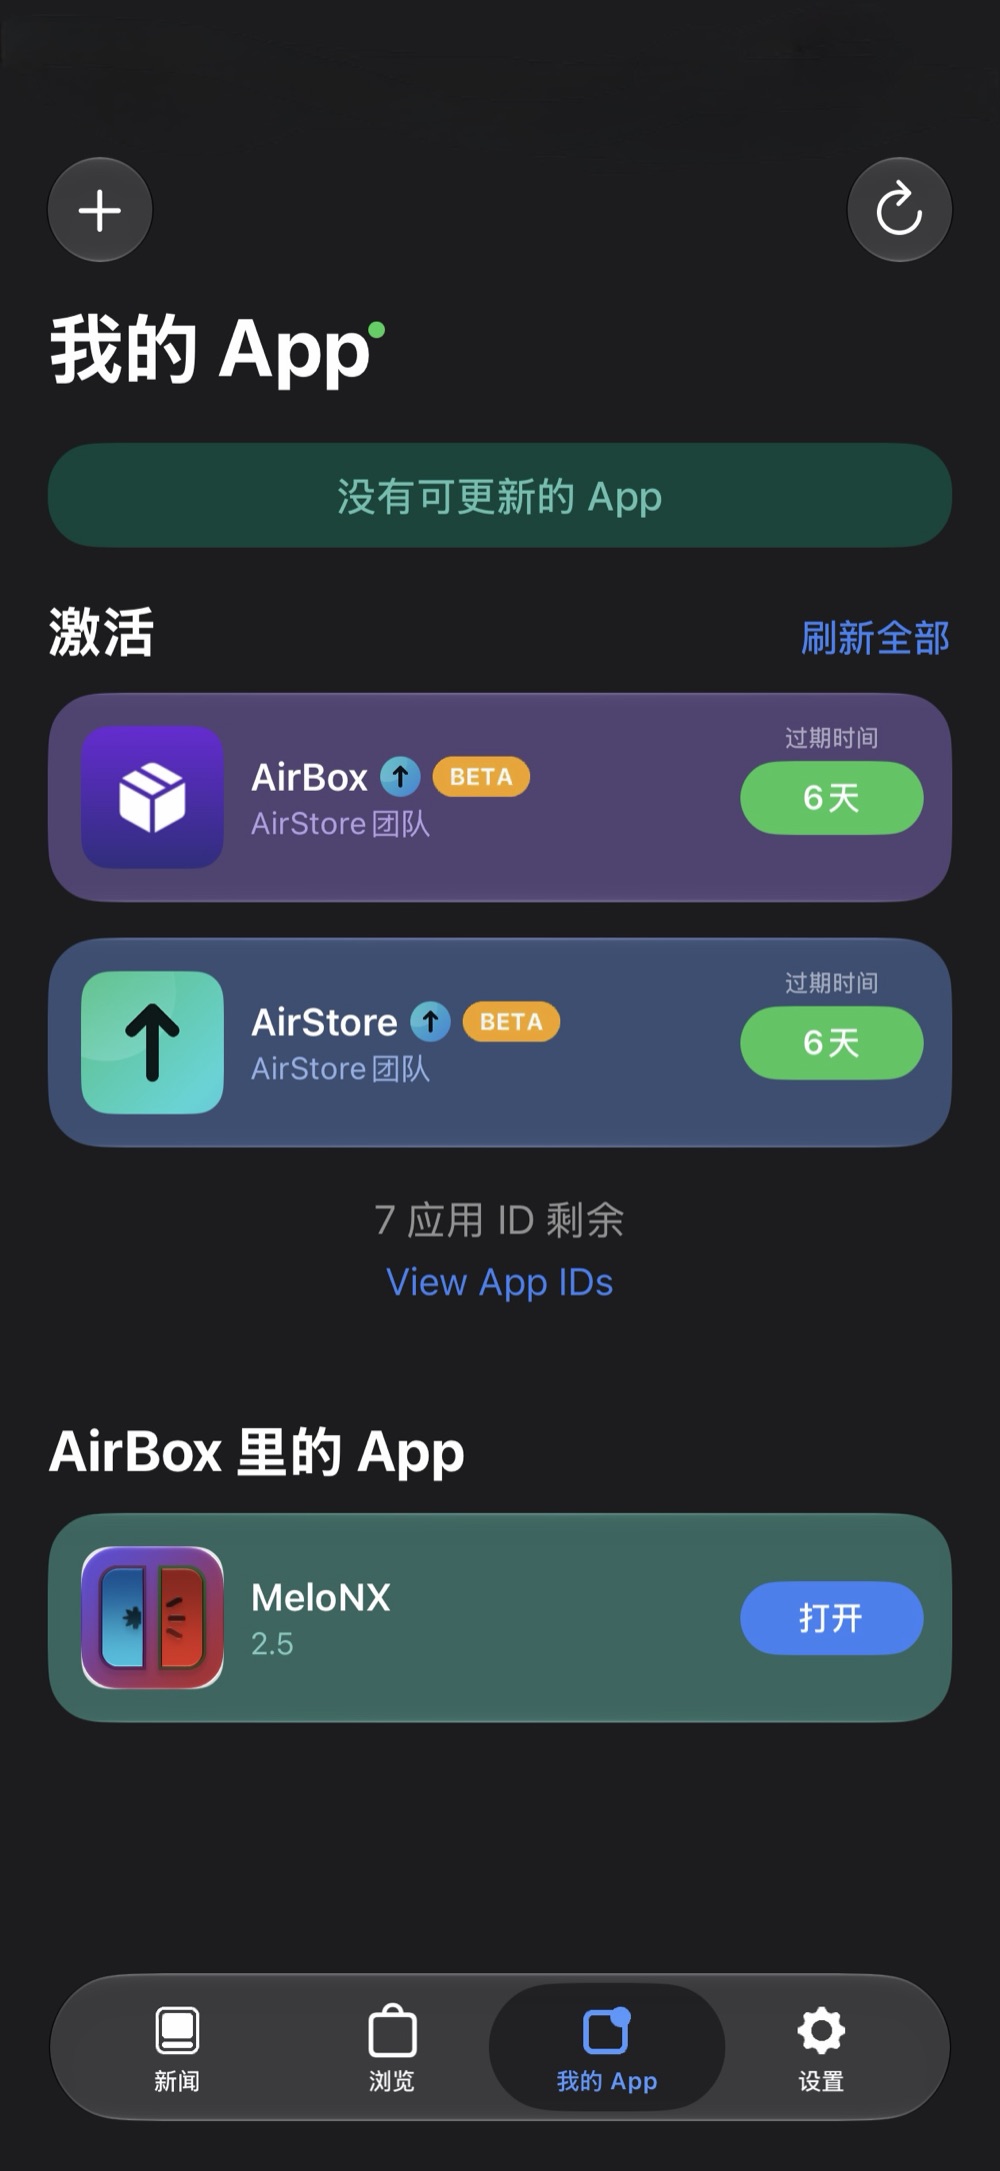 我的 App
没有可更新的 App
激活
刷新全部
AirBox BETA
AirStore 团队
过期时间
6 天
AirStore BETA
AirStore 团队
过期时间
6 天
7 应用 ID 剩余
View App IDs
AirBox 里的 App
MeloNX
2.5
打开
新闻
浏览
我的 App
设置